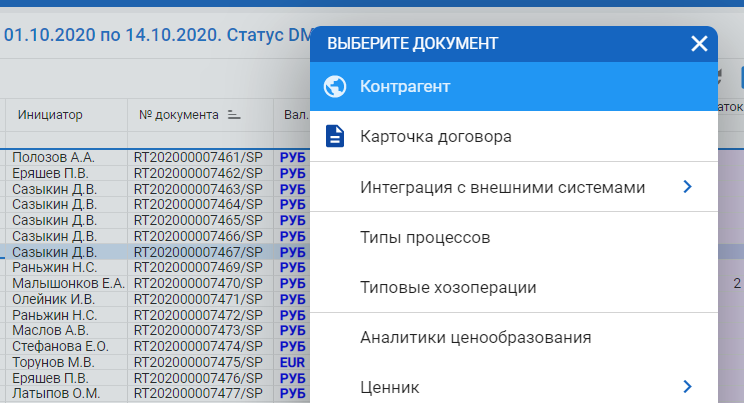 01.10.2020 по 14.10.2020. Статус DM
ВЫБЕРИТЕ ДОКУМЕНТ
Контрагент
Карточка договора
Интеграция с внешними системами
Типы процессов
Типовые хозоперации
Аналитики ценообразования
Ценник
Инициатор № документа Вал. аток
Полозов А.А. RT202000007461/SP РУБ
Еряшев П.В. RT202000007462/SP РУБ
Сазыкин Д.В. RT202000007463/SP РУБ
Сазыкин Д.В. RT202000007464/SP РУБ
Сазыкин Д.В. RT202000007465/SP РУБ
Сазыкин Д.В. RT202000007466/SP РУБ
Сазыкин Д.В. RT202000007467/SP РУБ
Раньжин Н.С. RT202000007469/SP РУБ
Малышонков Е.А. RT202000007470/SP РУБ 2
Олейник И.В. RT202000007471/SP РУБ
Раньжин Н.С. RT202000007472/SP РУБ
Маслов А.В. RT202000007473/SP РУБ
Стефанова Е.О. RT202000007474/SP РУБ
Торунов М.В. RT202000007475/SP EUR
Еряшев П.В. RT202000007476/SP РУБ
Латыпов О.М. RT202000007477/SP РУБ